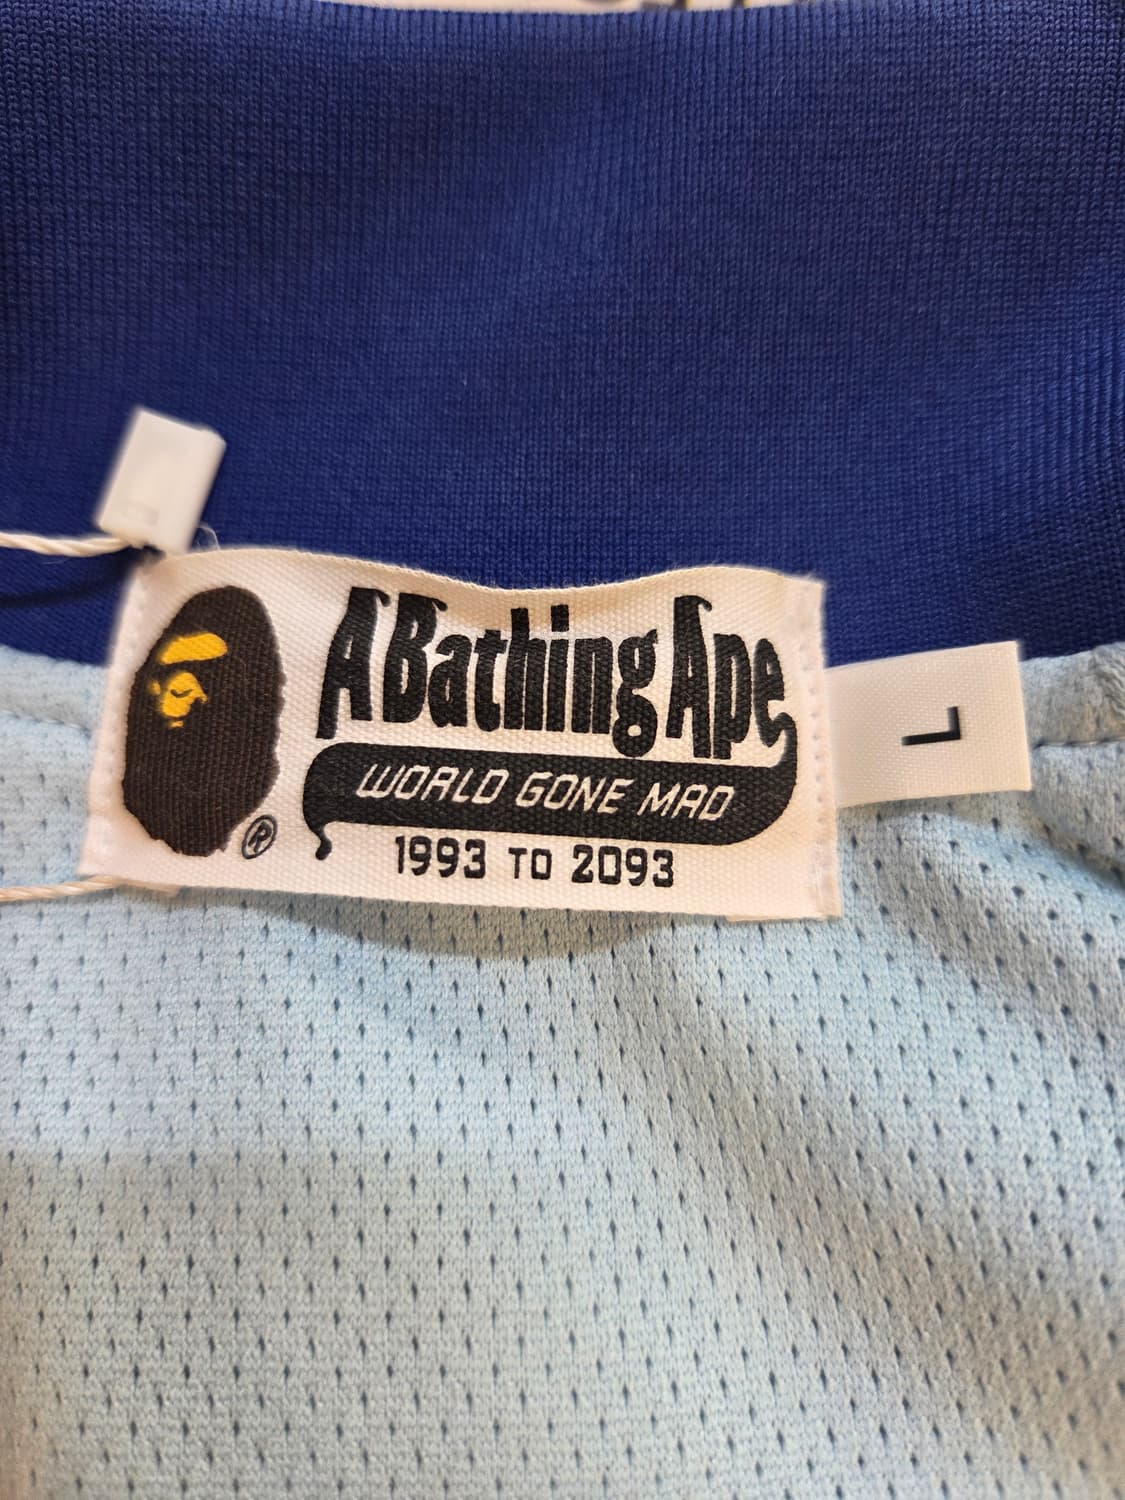 A Bathing Ape
WORLD GONE MAD
1993 TO 2093
®
L